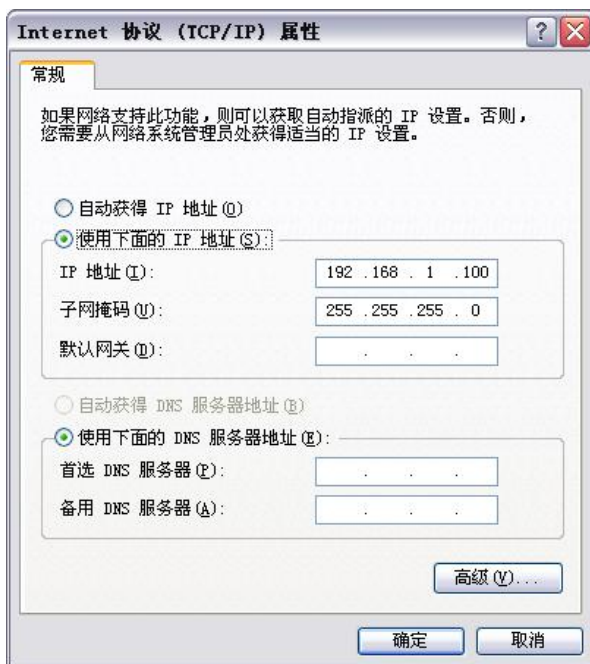 Internet 协议 (TCP/IP) 属性
常规
如果网络支持此功能，则可以获取自动指派的 IP 设置。否则，
您需要从网络系统管理员处获得适当的 IP 设置。
自动获得 IP 地址(O)
使用下面的 IP 地址(S):
IP 地址(I): 192 .168 . 1 .100
子网掩码(U): 255 .255 .255 . 0
默认网关(D): . . .
自动获得 DNS 服务器地址(B)
使用下面的 DNS 服务器地址(E):
首选 DNS 服务器(P): . . .
备用 DNS 服务器(A): . . .
高级(V)...
确定 取消